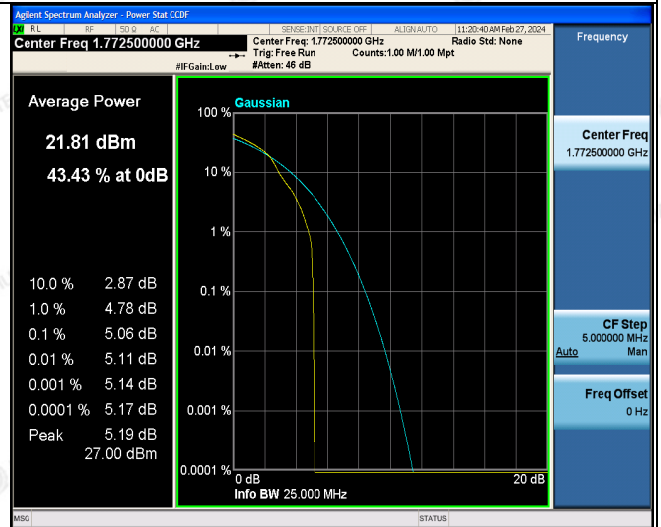 Agilent Spectrum Analyzer - Power Stat CCDF
LXI RL RF 50 Ω AC SENSE:INT SOURCE OFF ALIGN AUTO 11:20:40 AM Feb 27, 2024
Center Freq 1.772500000 GHz
Center Freq: 1.772500000 GHz Radio Std: None
Trig: Free Run Counts:1.00 M/1.00 Mpt
#IFGain:Low #Atten: 46 dB
Frequency
Average Power
21.81 dBm
43.43 % at 0dB
10.0 % 2.87 dB
1.0 % 4.78 dB
0.1 % 5.06 dB
0.01 % 5.11 dB
0.001 % 5.14 dB
0.0001 % 5.17 dB
Peak 5.19 dB
27.00 dBm
Gaussian
100 %
10 %
1 %
0.1 %
0.01 %
0.001 %
0.0001 %
0 dB 20 dB
Info BW 25.000 MHz
Center Freq
1.772500000 GHz
CF Step
5.000000 MHz
Auto Man
Freq Offset
0 Hz
MSG STATUS